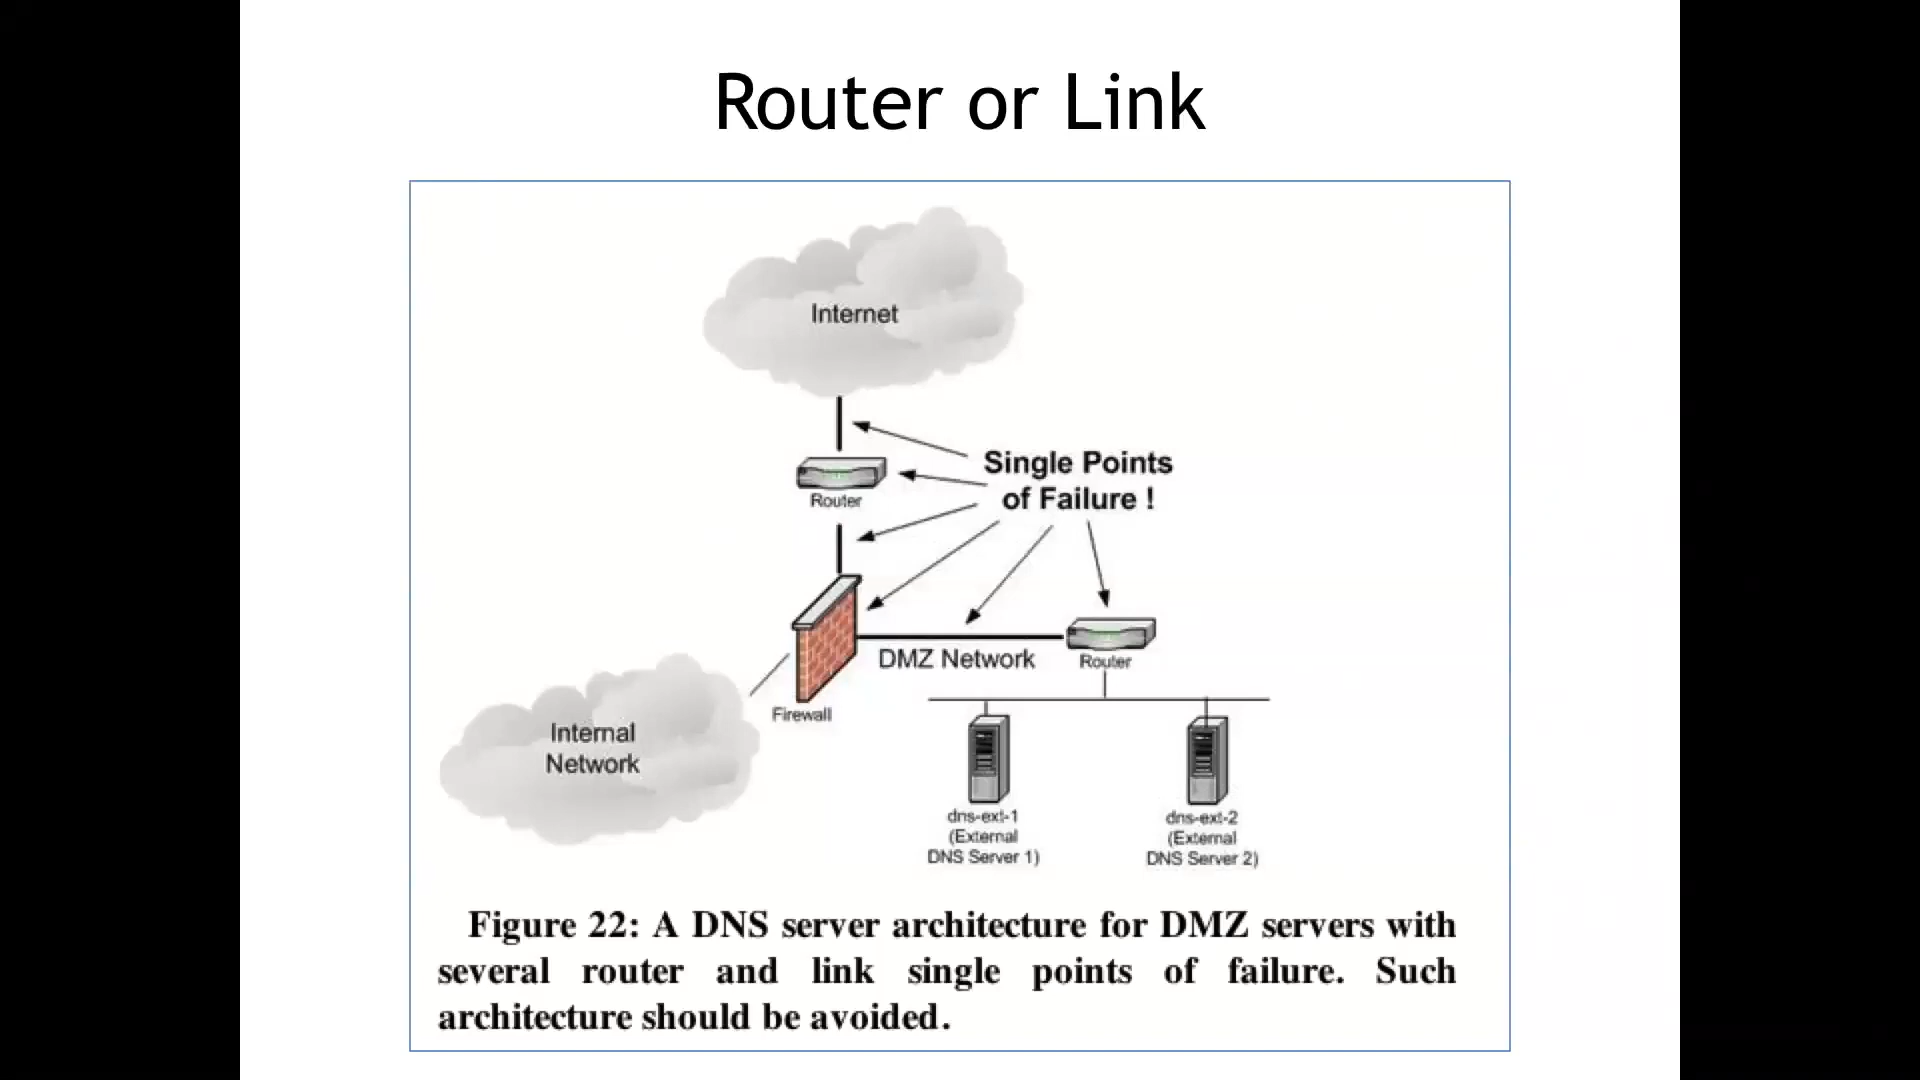 Router or Link
Internet
Single Points
of Failure !
Router
DMZ Network
Router
Firewall
Internal
Network
dns-ext-1
(External
DNS Server 1)
dns-ext-2
(External
DNS Server 2)
Figure 22: A DNS server architecture for DMZ servers with
several router and link single points of failure. Such
architecture should be avoided.